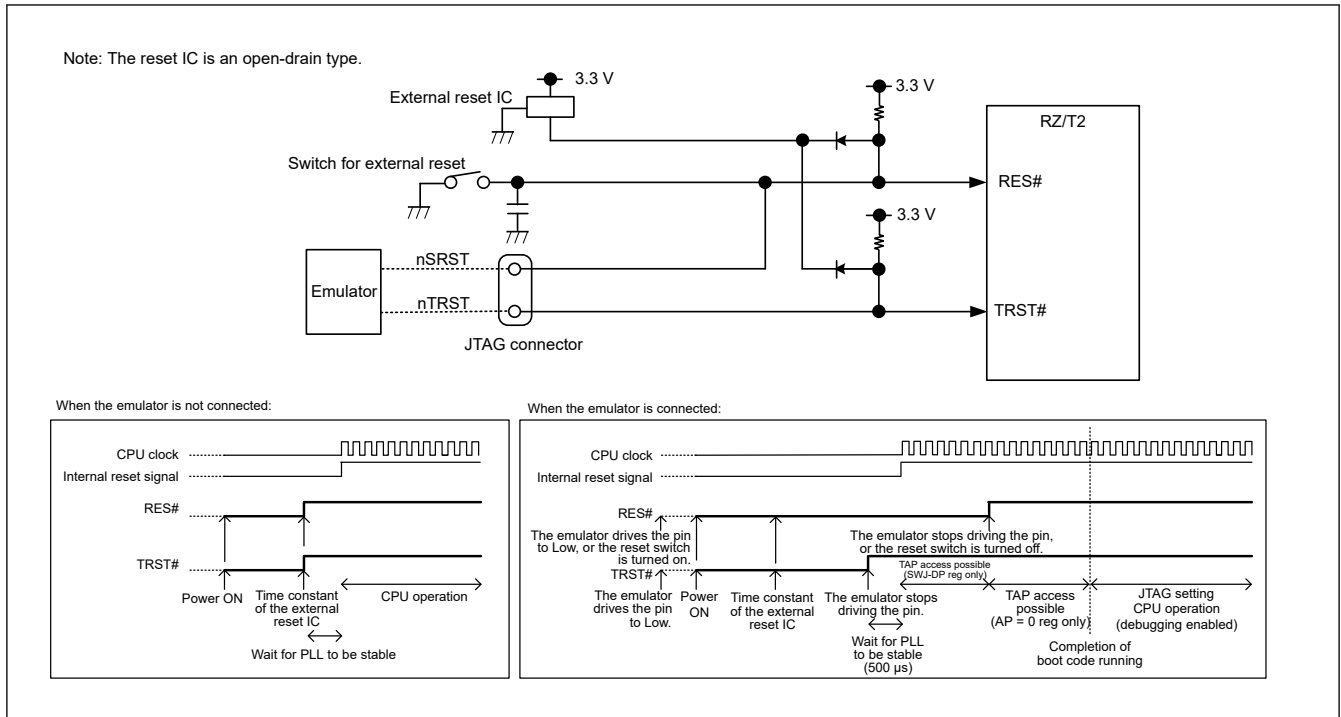 Note: The reset IC is an open-drain type.
3.3 V
External reset IC
3.3 V
RZ/T2
Switch for external reset
RES#
3.3 V
nSRST
Emulator
nTRST
TRST#
JTAG connector
When the emulator is not connected:
CPU clock
Internal reset signal
RES#
TRST#
Power ON
Time constant
of the external
reset IC
CPU operation
Wait for PLL to be stable
When the emulator is connected:
CPU clock
Internal reset signal
RES#
The emulator drives the pin
to Low, or the reset switch
is turned on.
The emulator stops driving the pin,
or the reset switch is turned off.
TRST#
TAP access possible
(SWJ-DP reg only)
The emulator
drives the pin
to Low.
Power
ON
Time constant
of the external
reset IC
The emulator stops
driving the pin.
TAP access
possible
(AP = 0 reg only)
JTAG setting
CPU operation
(debugging enabled)
Wait for PLL
to be stable
(500 µs)
Completion of
boot code running